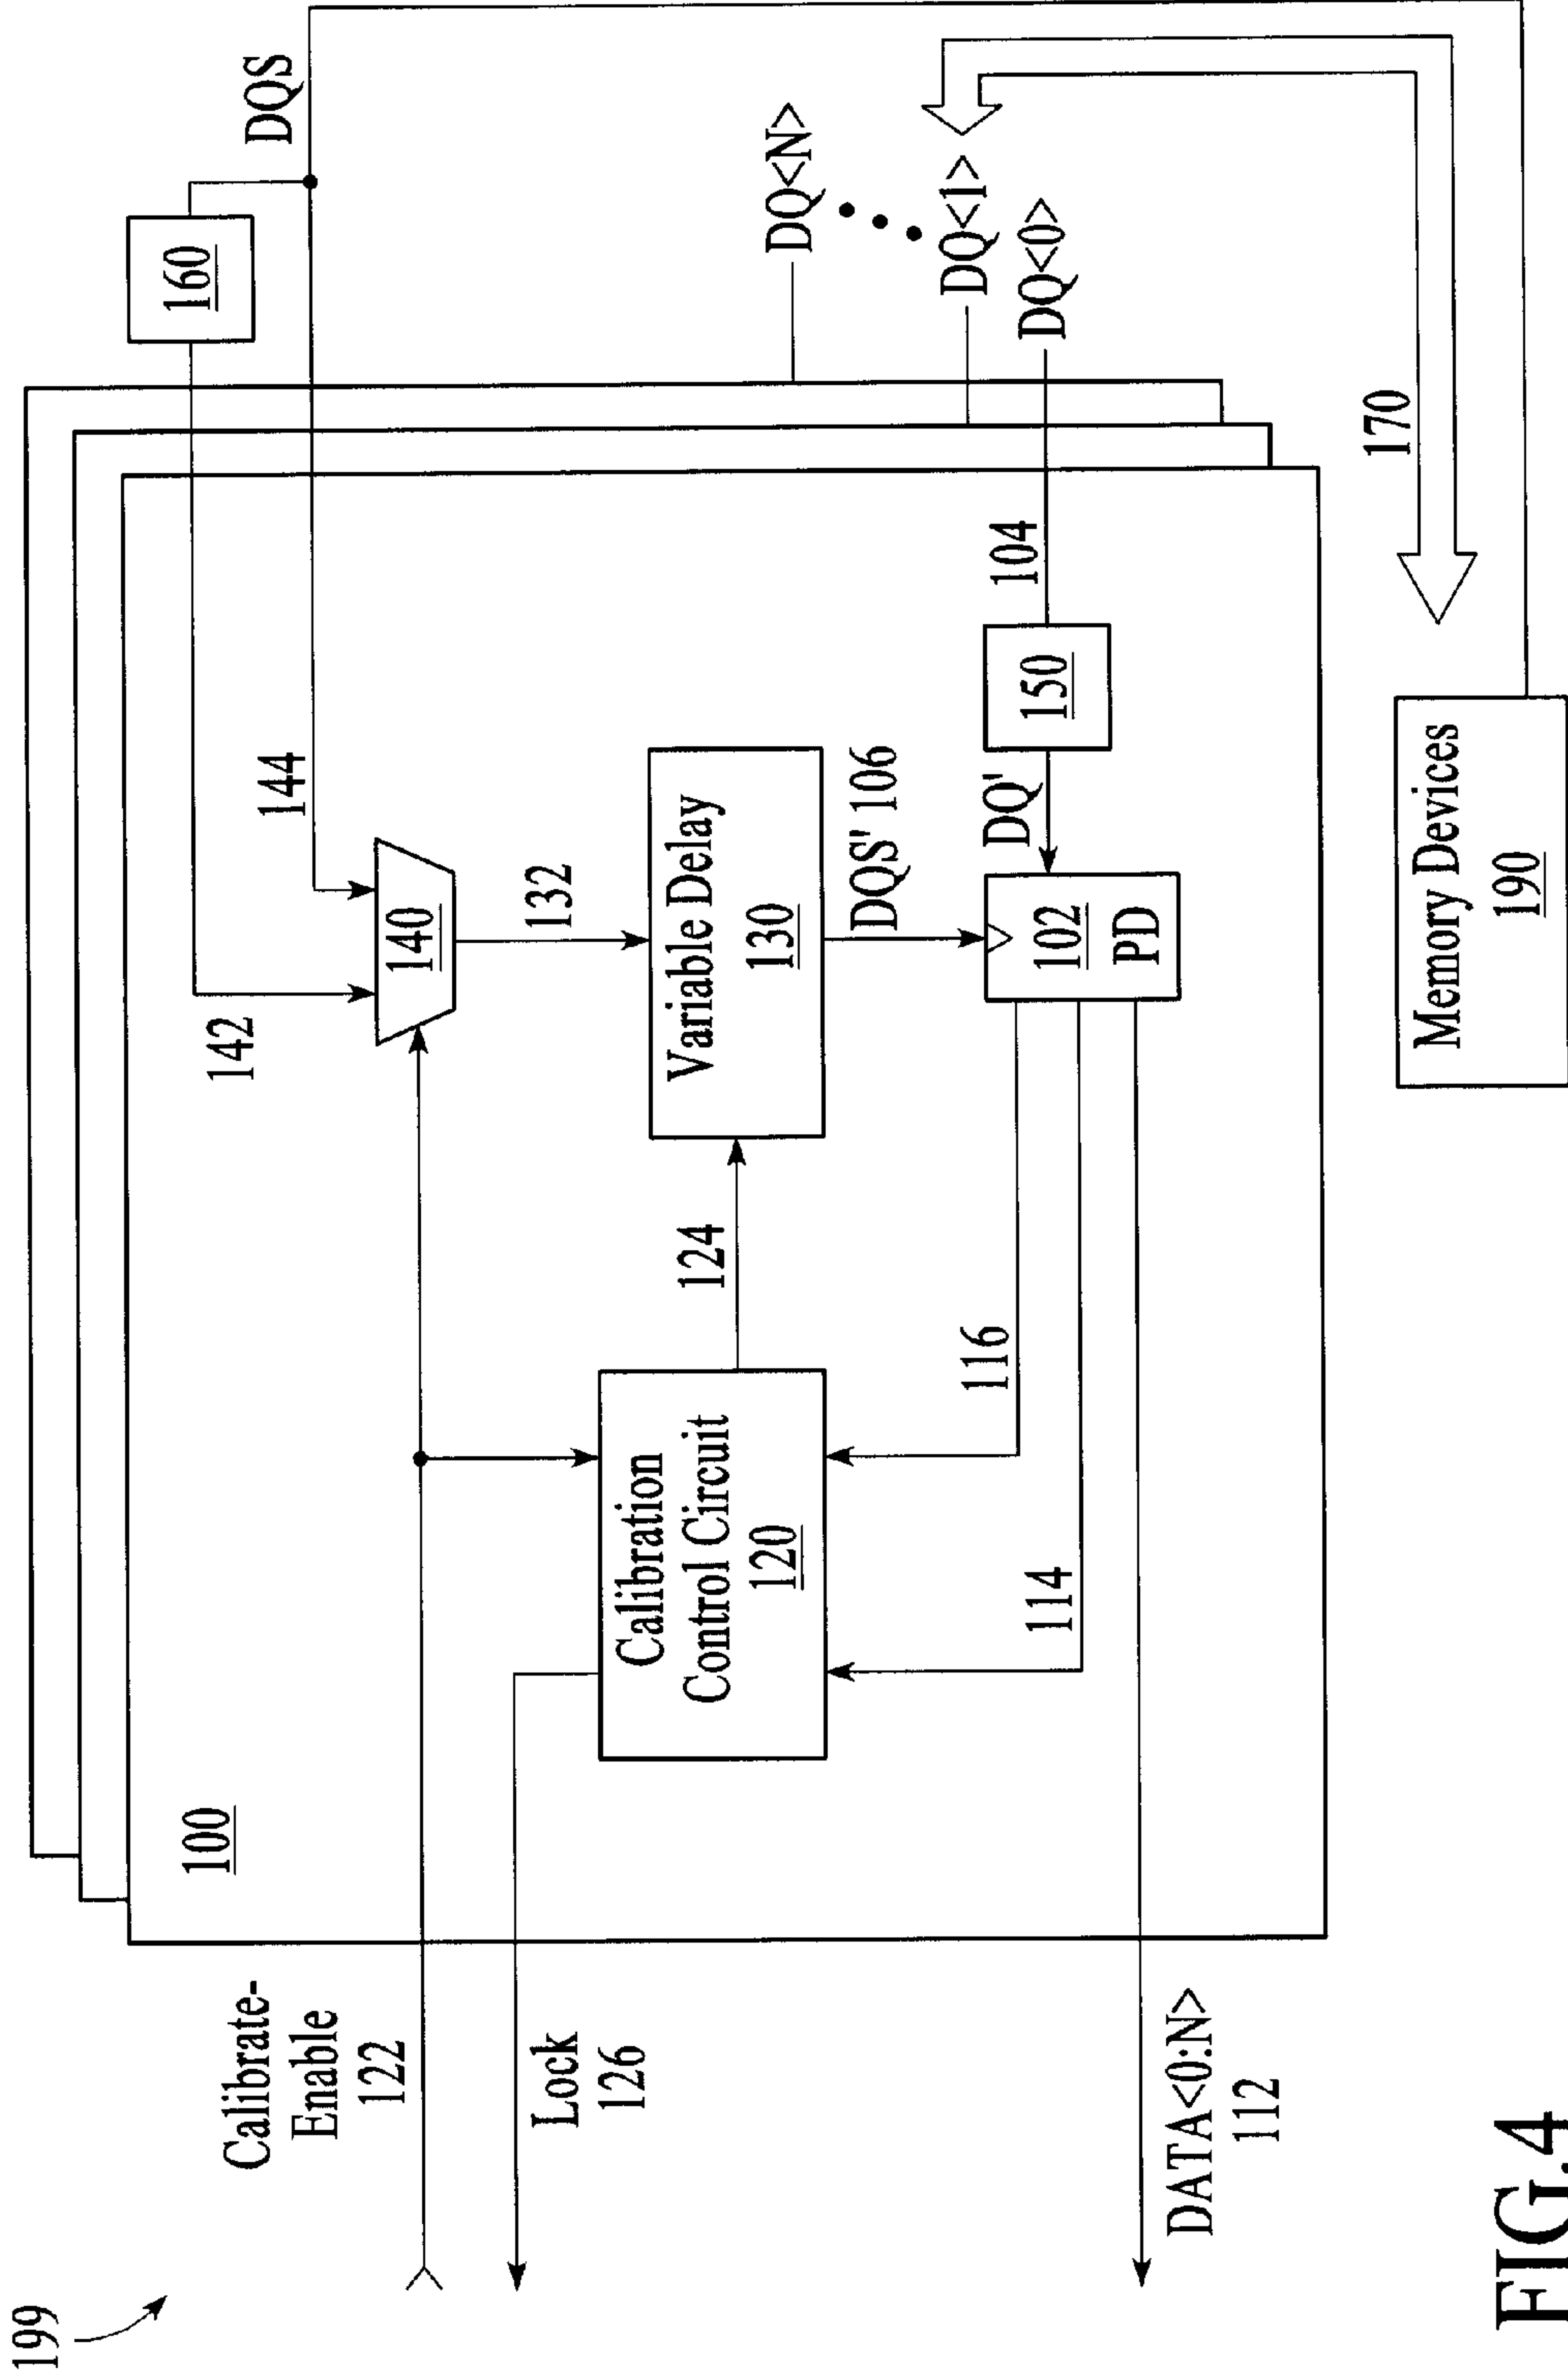 199
Calibrate-
Enable
122
Lock
126
DATA<0:N>
112
100
Calibration
Control Circuit
120
114
116
124
142
144
140
132
Variable Delay
130
DQS' 106
102
PD
DQ'
150
104
160
DQS
DQ<N>
DQ<1>
DQ<0>
170
Memory Devices
190
FIG.4